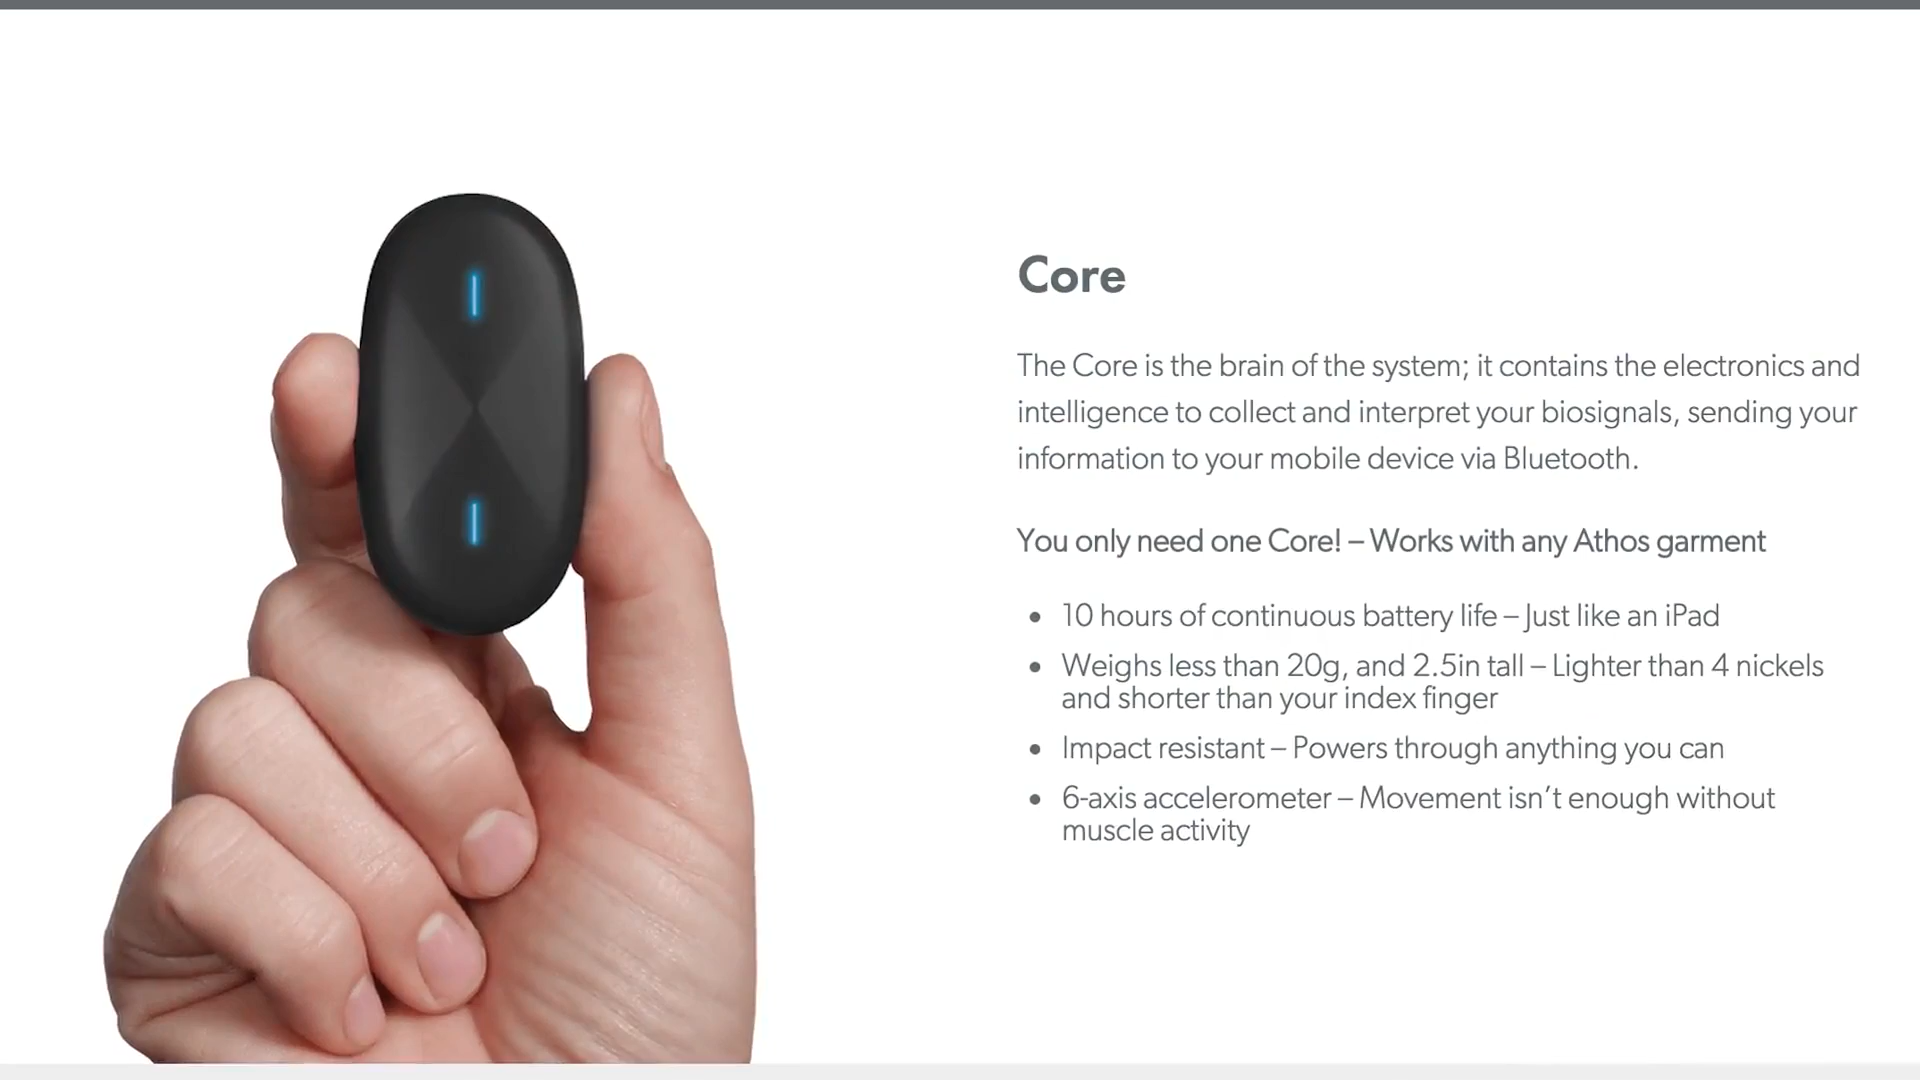 Core
The Core is the brain of the system; it contains the electronics and
intelligence to collect and interpret your biosignals, sending your
information to your mobile device via Bluetooth.
You only need one Core! – Works with any Athos garment
• 10 hours of continuous battery life – Just like an iPad
• Weighs less than 20g, and 2.5in tall – Lighter than 4 nickels
and shorter than your index finger
• Impact resistant – Powers through anything you can
• 6-axis accelerometer – Movement isn’t enough without
muscle activity